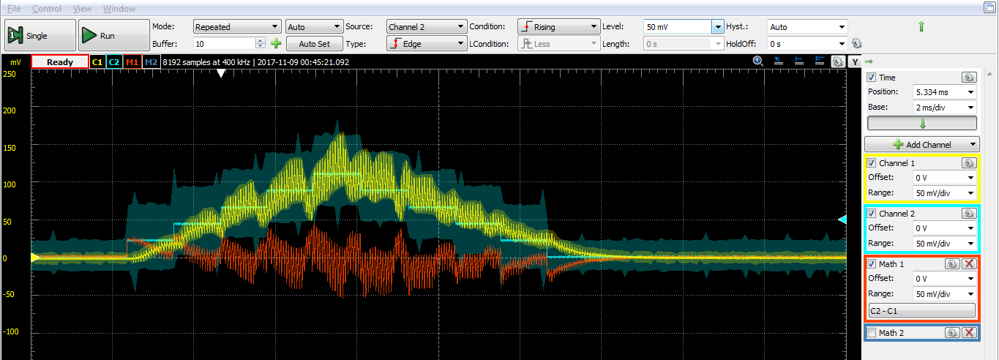 File Control View Window
Single Run Mode: Repeated Auto Source: Channel 2 Condition: Rising Level: 50 mV Hyst.: Auto
Buffer: 10 Auto Set Type: Edge LCondition: Less Length: 0 s HoldOff: 0 s
mV Ready C1 C2 M1 M2 8192 samples at 400 kHz | 2017-11-09 00:45:21.092 Y
250
200
150
100
50
0
-50
-100
Time
Position: 5.334 ms
Base: 2 ms/div
Add Channel
Channel 1
Offset: 0 V
Range: 50 mV/div
Channel 2
Offset: 0 V
Range: 50 mV/div
Math 1
Offset: 0 V
Range: 50 mV/div
C2 - C1
Math 2